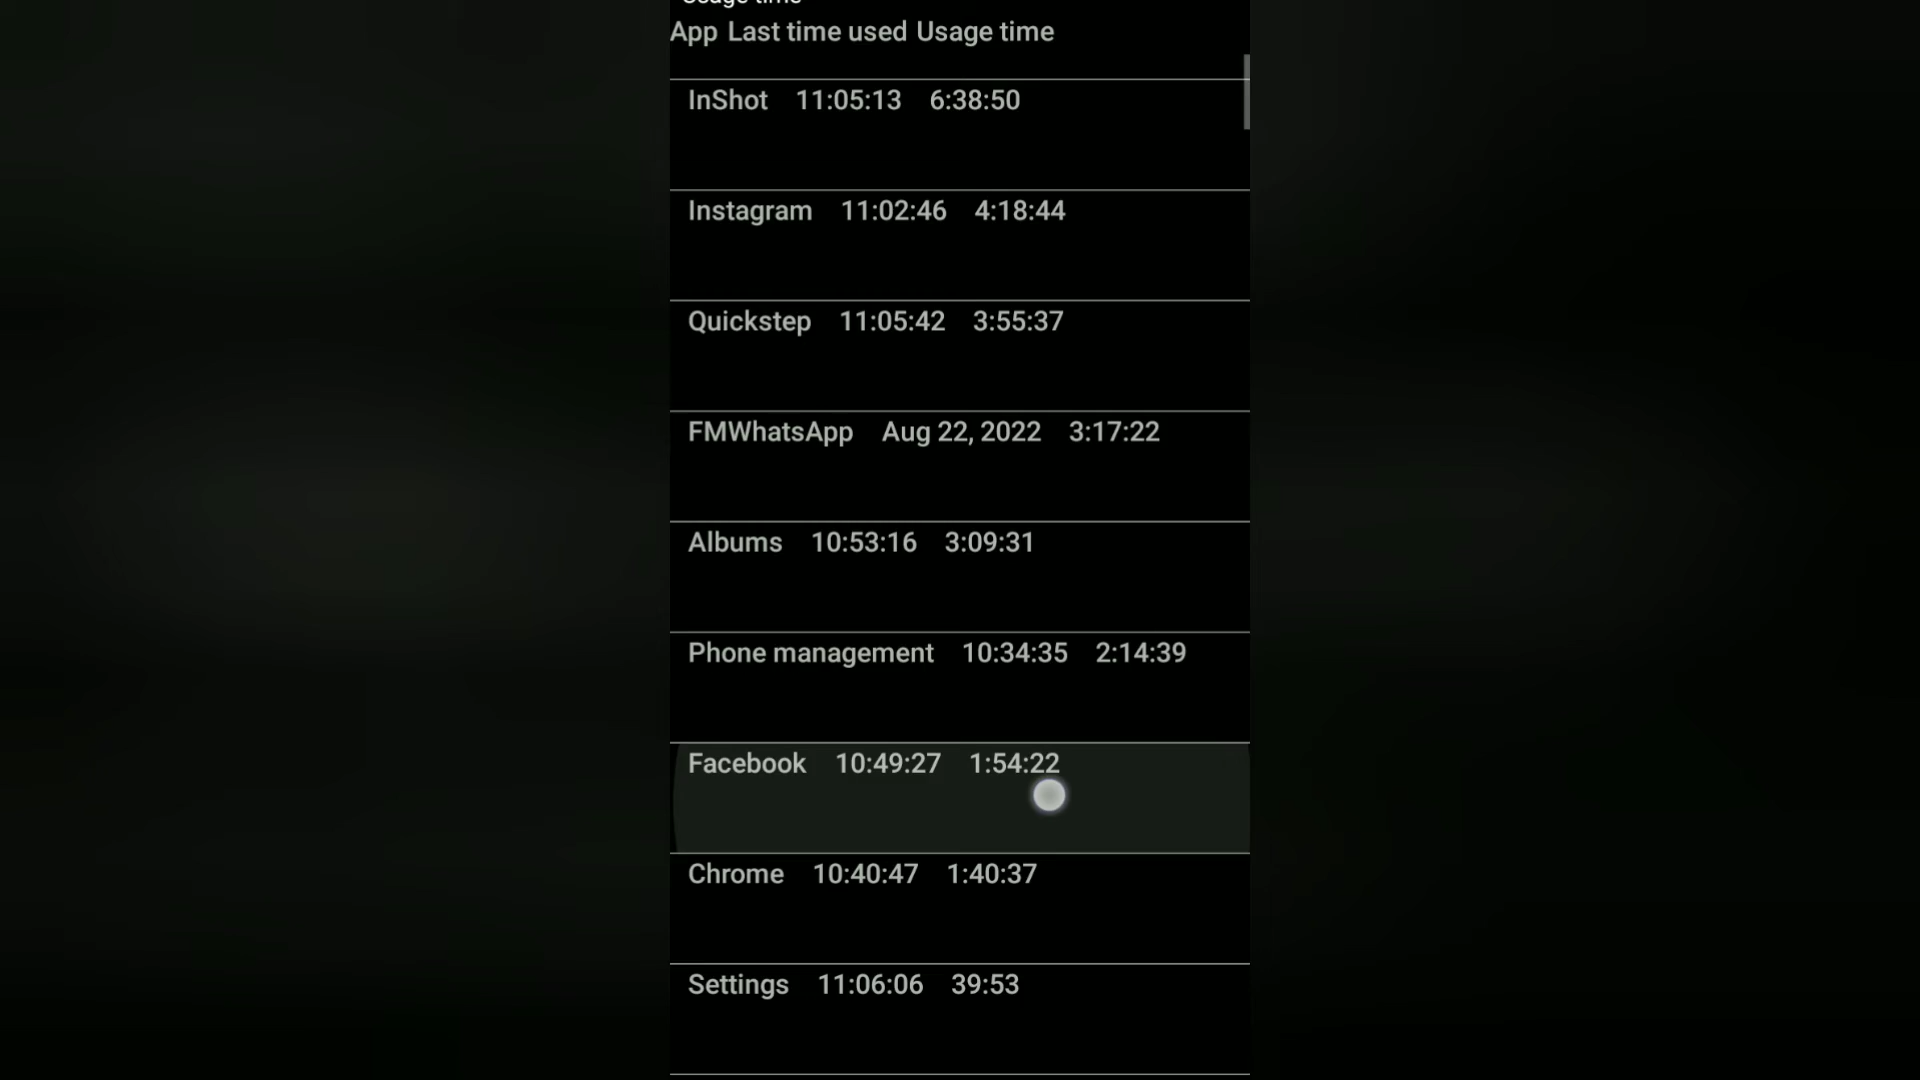 Usage time
App Last time used Usage time
InShot 11:05:13 6:38:50
Instagram 11:02:46 4:18:44
Quickstep 11:05:42 3:55:37
FMWhatsApp Aug 22, 2022 3:17:22
Albums 10:53:16 3:09:31
Phone management 10:34:35 2:14:39
Facebook 10:49:27 1:54:22
Chrome 10:40:47 1:40:37
Settings 11:06:06 39:53